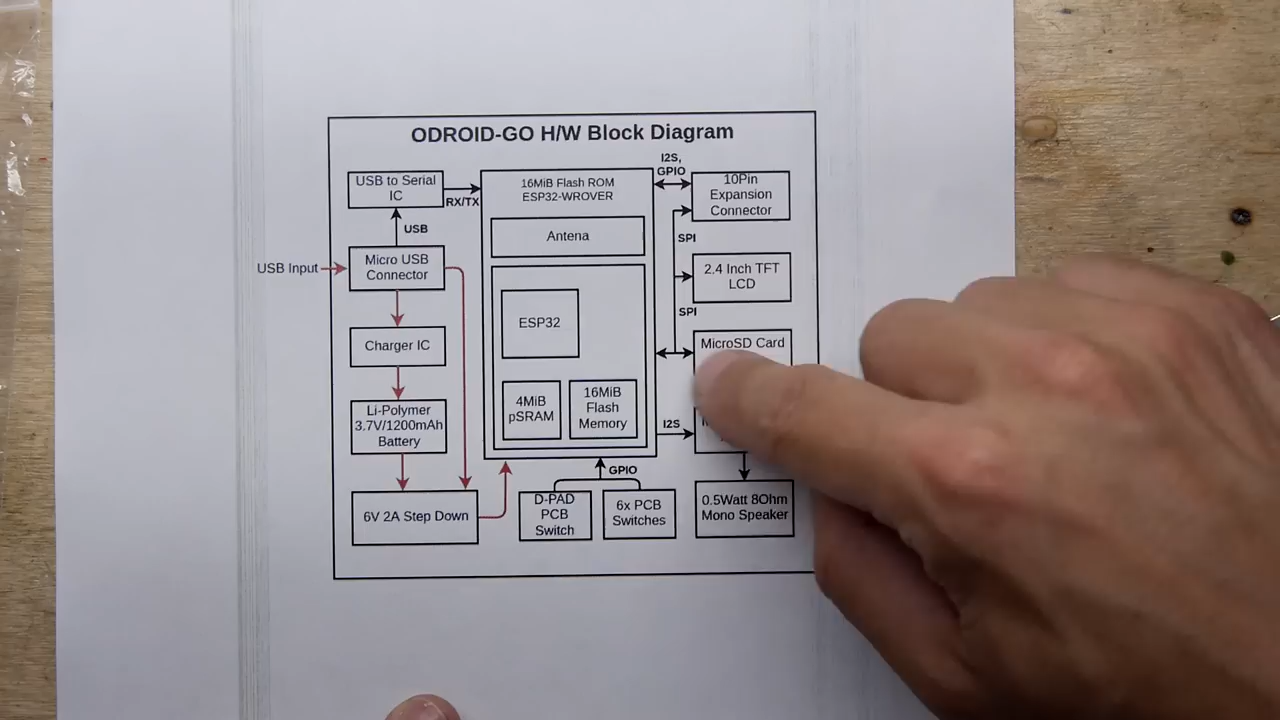 ODROID-GO H/W Block Diagram
USB to Serial
IC
RX/TX
USB
USB Input
Micro USB
Connector
Charger IC
Li-Polymer
3.7V/1200mAh
Battery
6V 2A Step Down
16MiB Flash ROM
ESP32-WROVER
Antena
ESP32
4MiB
pSRAM
16MiB
Flash
Memory
GPIO
D-PAD
PCB
Switch
6x PCB
Switches
I2S,
GPIO
10Pin
Expansion
Connector
SPI
2.4 Inch TFT
LCD
SPI
MicroSD Card
I2S
0.5Watt 8Ohm
Mono Speaker